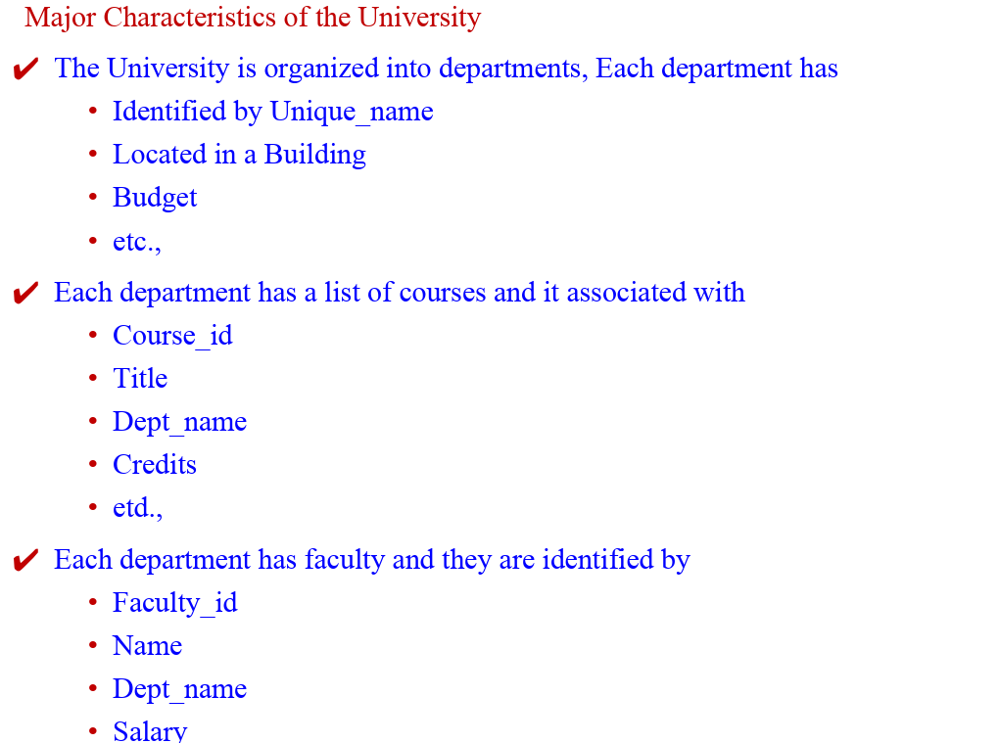 Major Characteristics of the University
✔ The University is organized into departments, Each department has
• Identified by Unique_name
• Located in a Building
• Budget
• etc.,
✔ Each department has a list of courses and it associated with
• Course_id
• Title
• Dept_name
• Credits
• etd.,
✔ Each department has faculty and they are identified by
• Faculty_id
• Name
• Dept_name
• Salary